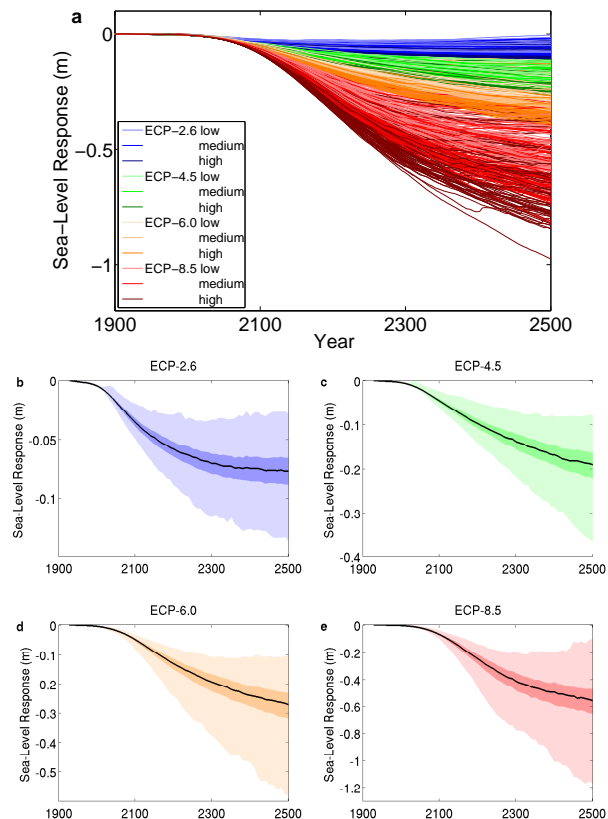 a
0
−0.5
−1
Sea−Level Response (m)
ECP−2.6 low
medium
high
ECP−4.5 low
medium
high
ECP−6.0 low
medium
high
ECP−8.5 low
medium
high
1900 2100 2300 2500
Year
b ECP-2.6
0
-0.05
-0.1
Sea-Level Response (m)
1900 2100 2300 2500
c ECP-4.5
0
-0.1
-0.2
-0.3
-0.4
Sea-Level Response (m)
1900 2100 2300 2500
d ECP-6.0
0
-0.1
-0.2
-0.3
-0.4
-0.5
Sea-Level Response (m)
1900 2100 2300 2500
e ECP-8.5
0
-0.2
-0.4
-0.6
-0.8
-1
-1.2
Sea-Level Response (m)
1900 2100 2300 2500